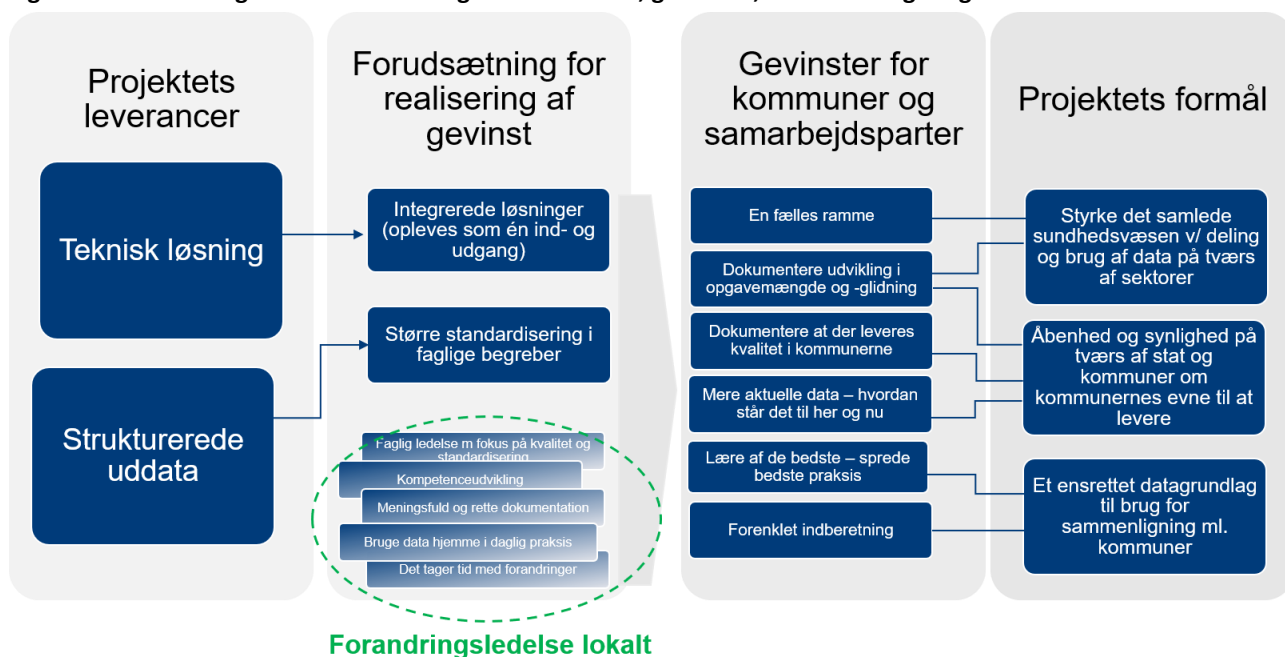 Projektets
leverancer
Teknisk løsning
Strukturerede
uddata
Forudsætning for
realisering af
gevinst
Integrerede løsninger
(opleves som én ind- og
udgang)
Større standardisering i
faglige begreber
Faglig ledelse m fokus på kvalitet og
standardisering
Kompetenceudvikling
Meningsfuld og rette dokumentation
Bruge data hjemme i daglig praksis
Det tager tid med forandringer
Forandringsledelse lokalt
Gevinster for
kommuner og
samarbejdsparter
En fælles ramme
Dokumentere udvikling i
opgavemængde og -glidning
Dokumentere at der leveres
kvalitet i kommunerne
Mere aktuelle data – hvordan
står det til her og nu
Lære af de bedste – sprede
bedste praksis
Forenklet indberetning
Projektets formål
Styrke det samlede
sundhedsvæsen v/ deling
og brug af data på tværs
af sektorer
Åbenhed og synlighed på
tværs af stat og
kommuner om
kommunernes evne til at
levere
Et ensrettet datagrundlag
til brug for
sammenligning ml.
kommuner